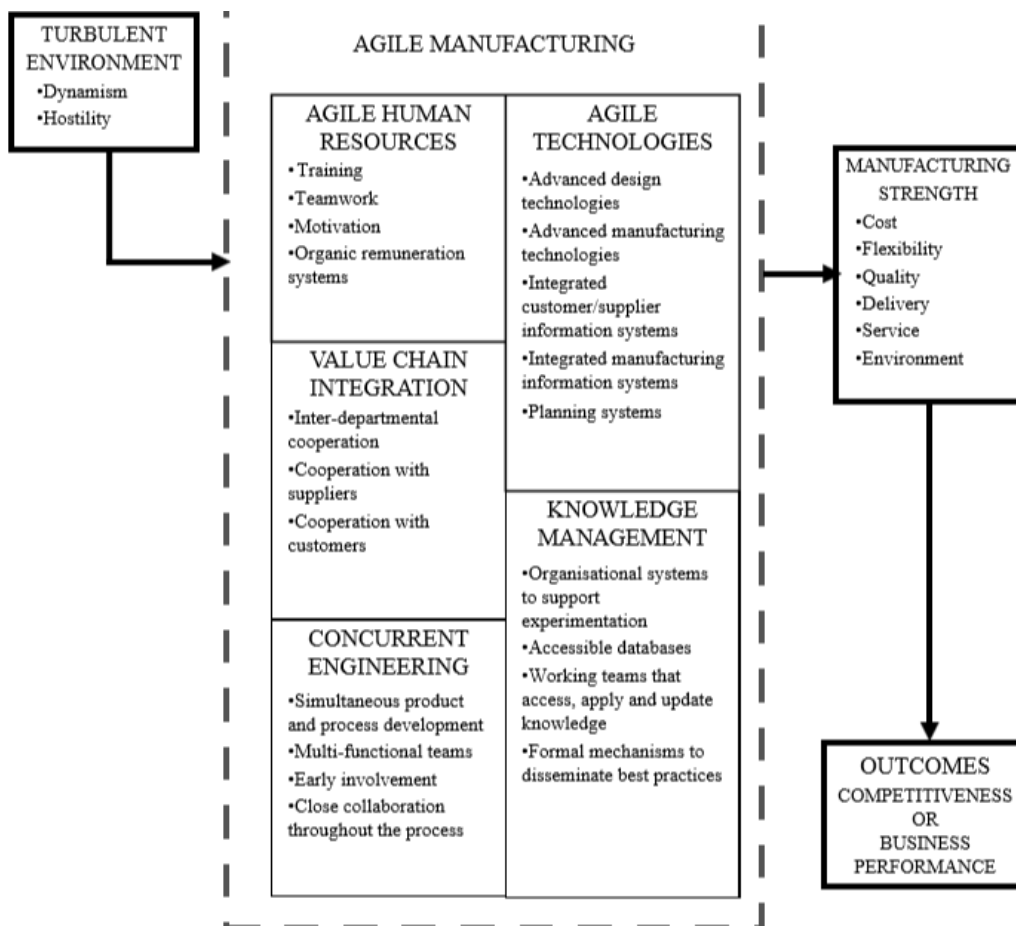 TURBULENT
ENVIRONMENT
•Dynamism
•Hostility
AGILE MANUFACTURING
AGILE HUMAN
RESOURCES
•Training
•Teamwork
•Motivation
•Organic remuneration
systems
VALUE CHAIN
INTEGRATION
•Inter-departmental
cooperation
•Cooperation with
suppliers
•Cooperation with
customers
CONCURRENT
ENGINEERING
•Simultaneous product
and process development
•Multi-functional teams
•Early involvement
•Close collaboration
throughout the process
AGILE
TECHNOLOGIES
•Advanced design
technologies
•Advanced manufacturing
technologies
•Integrated
customer/supplier
information systems
•Integrated manufacturing
information systems
•Planning systems
KNOWLEDGE
MANAGEMENT
•Organisational systems
to support
experimentation
•Accessible databases
•Working teams that
access, apply and update
knowledge
•Formal mechanisms to
disseminate best practices
MANUFACTURING
STRENGTH
•Cost
•Flexibility
•Quality
•Delivery
•Service
•Environment
OUTCOMES
COMPETITIVENESS
OR
BUSINESS
PERFORMANCE